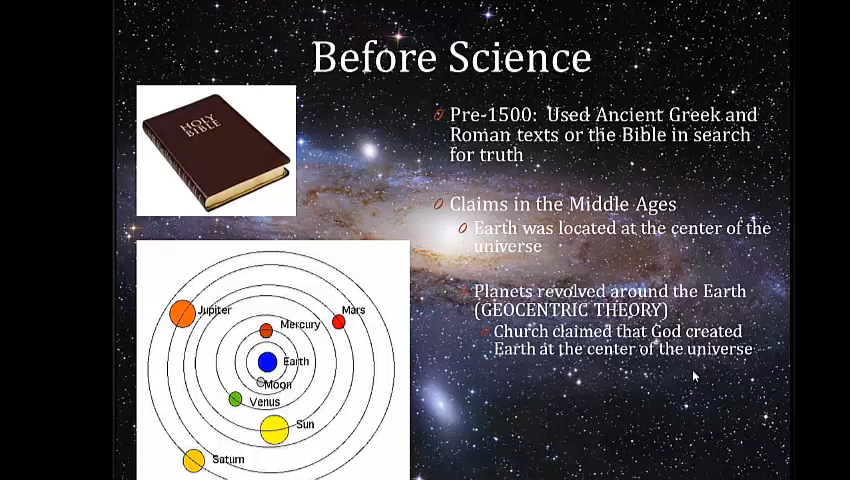 Before Science
HOLY
BIBLE
Pre-1500: Used Ancient Greek and
Roman texts or the Bible in search
for truth
Claims in the Middle Ages
Earth was located at the center of the
universe
Planets revolved around the Earth
(GEOCENTRIC THEORY)
Church claimed that God created
Earth at the center of the universe
Jupiter
Mars
Mercury
Earth
Moon
Venus
Sun
Saturn